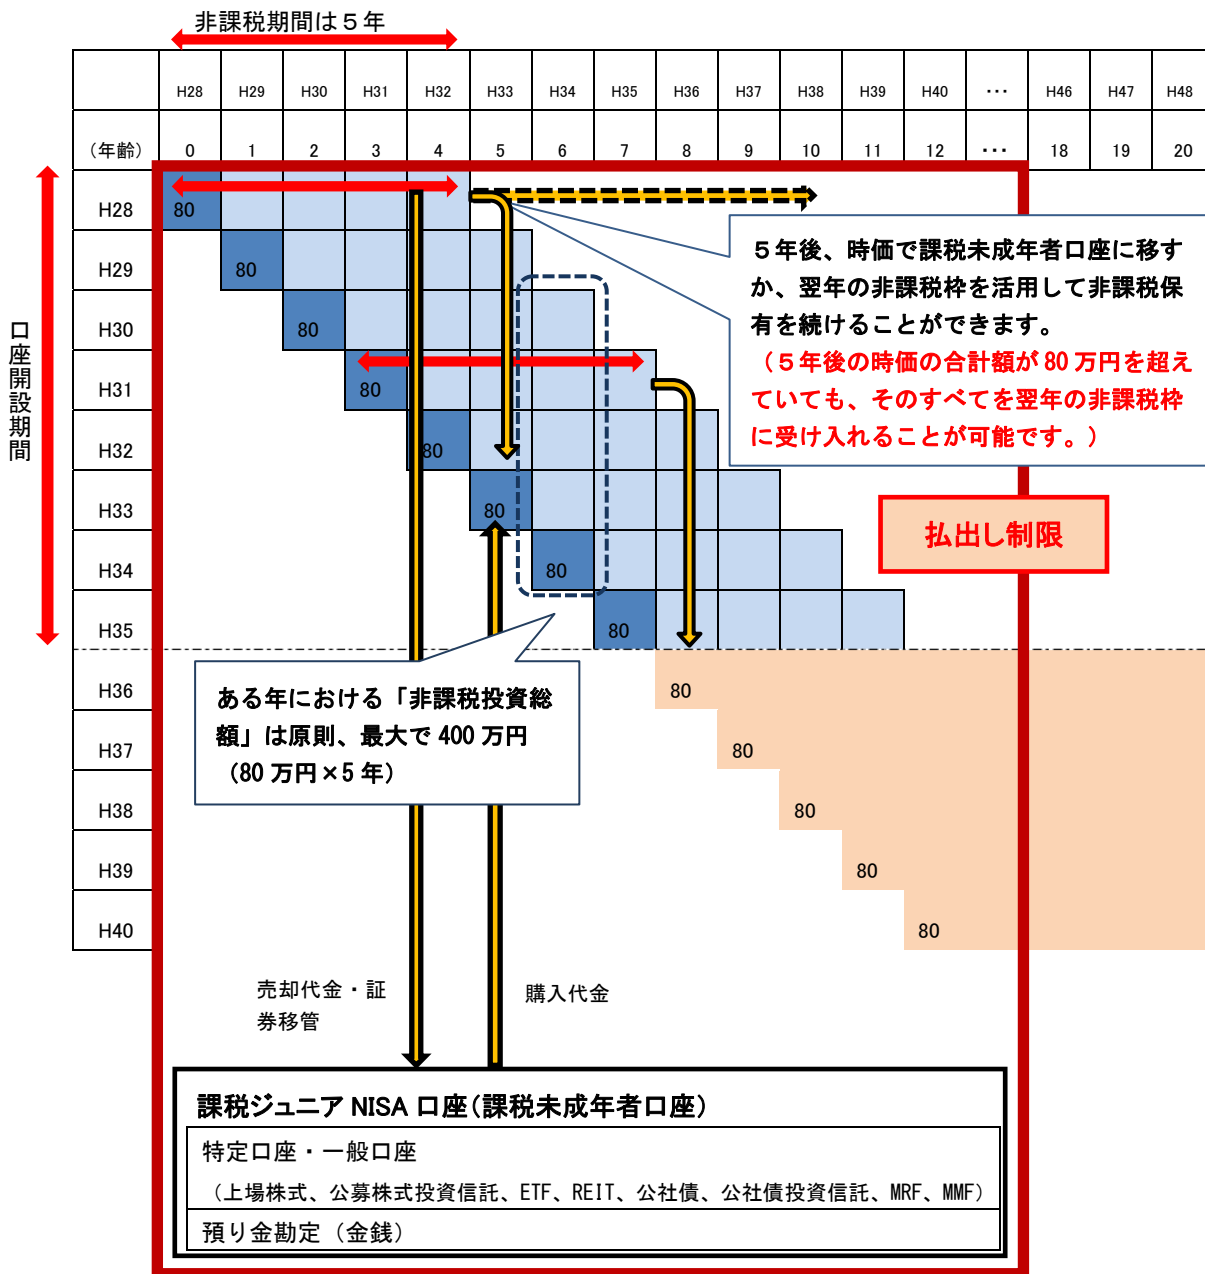 非課税期間は５年
H28 H29 H30 H31 H32 H33 H34 H35 H36 H37 H38 H39 H40 … H46 H47 H48
（年齢） 0 1 2 3 4 5 6 7 8 9 10 11 12 … 18 19 20
口座開設期間
H28 80
H29 80
H30 80
H31 80
H32 80
H33 80
H34 80
H35 80
H36 80
H37 80
H38 80
H39 80
H40 80
５年後、時価で課税未成年者口座に移す
か、翌年の非課税枠を活用して非課税保
有を続けることができます。
（５年後の時価の合計額が 80 万円を超え
ていても、そのすべてを翌年の非課税枠
に受け入れることが可能です。）
払出し制限
ある年における「非課税投資総
額」は原則、最大で 400 万円
（80 万円×5 年）
売却代金・証
券移管
購入代金
課税ジュニア NISA 口座（課税未成年者口座）
特定口座・一般口座
（上場株式、公募株式投資信託、ETF、REIT、公社債、公社債投資信託、MRF、MMF）
預り金勘定（金銭）